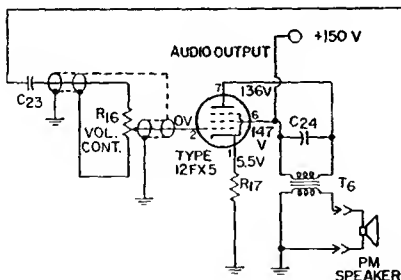 AUDIO OUTPUT
+150 V
7
136V
C23
R16
VOL.
CONT.
0V
2
6
147
V
C24
1
5.5V
TYPE
12FX5
R17
T6
PM
SPEAKER